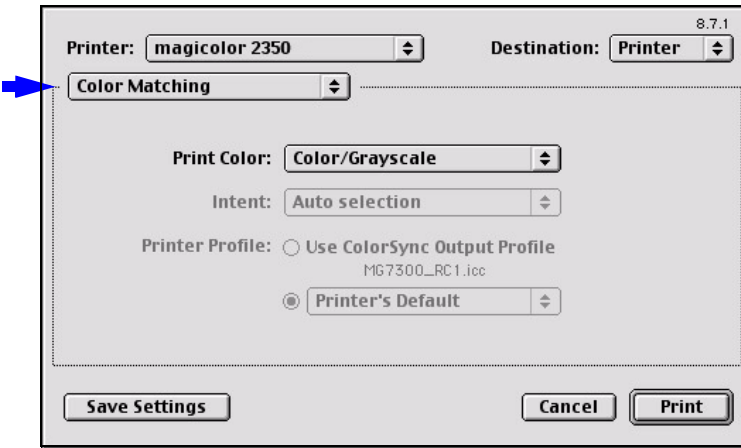 8.7.1
Printer: magicolor 2350 Destination: Printer
Color Matching
Print Color: Color/Grayscale
Intent: Auto selection
Printer Profile: Use ColorSync Output Profile
MG7300_RC1.icc
Printer's Default
Save Settings Cancel Print